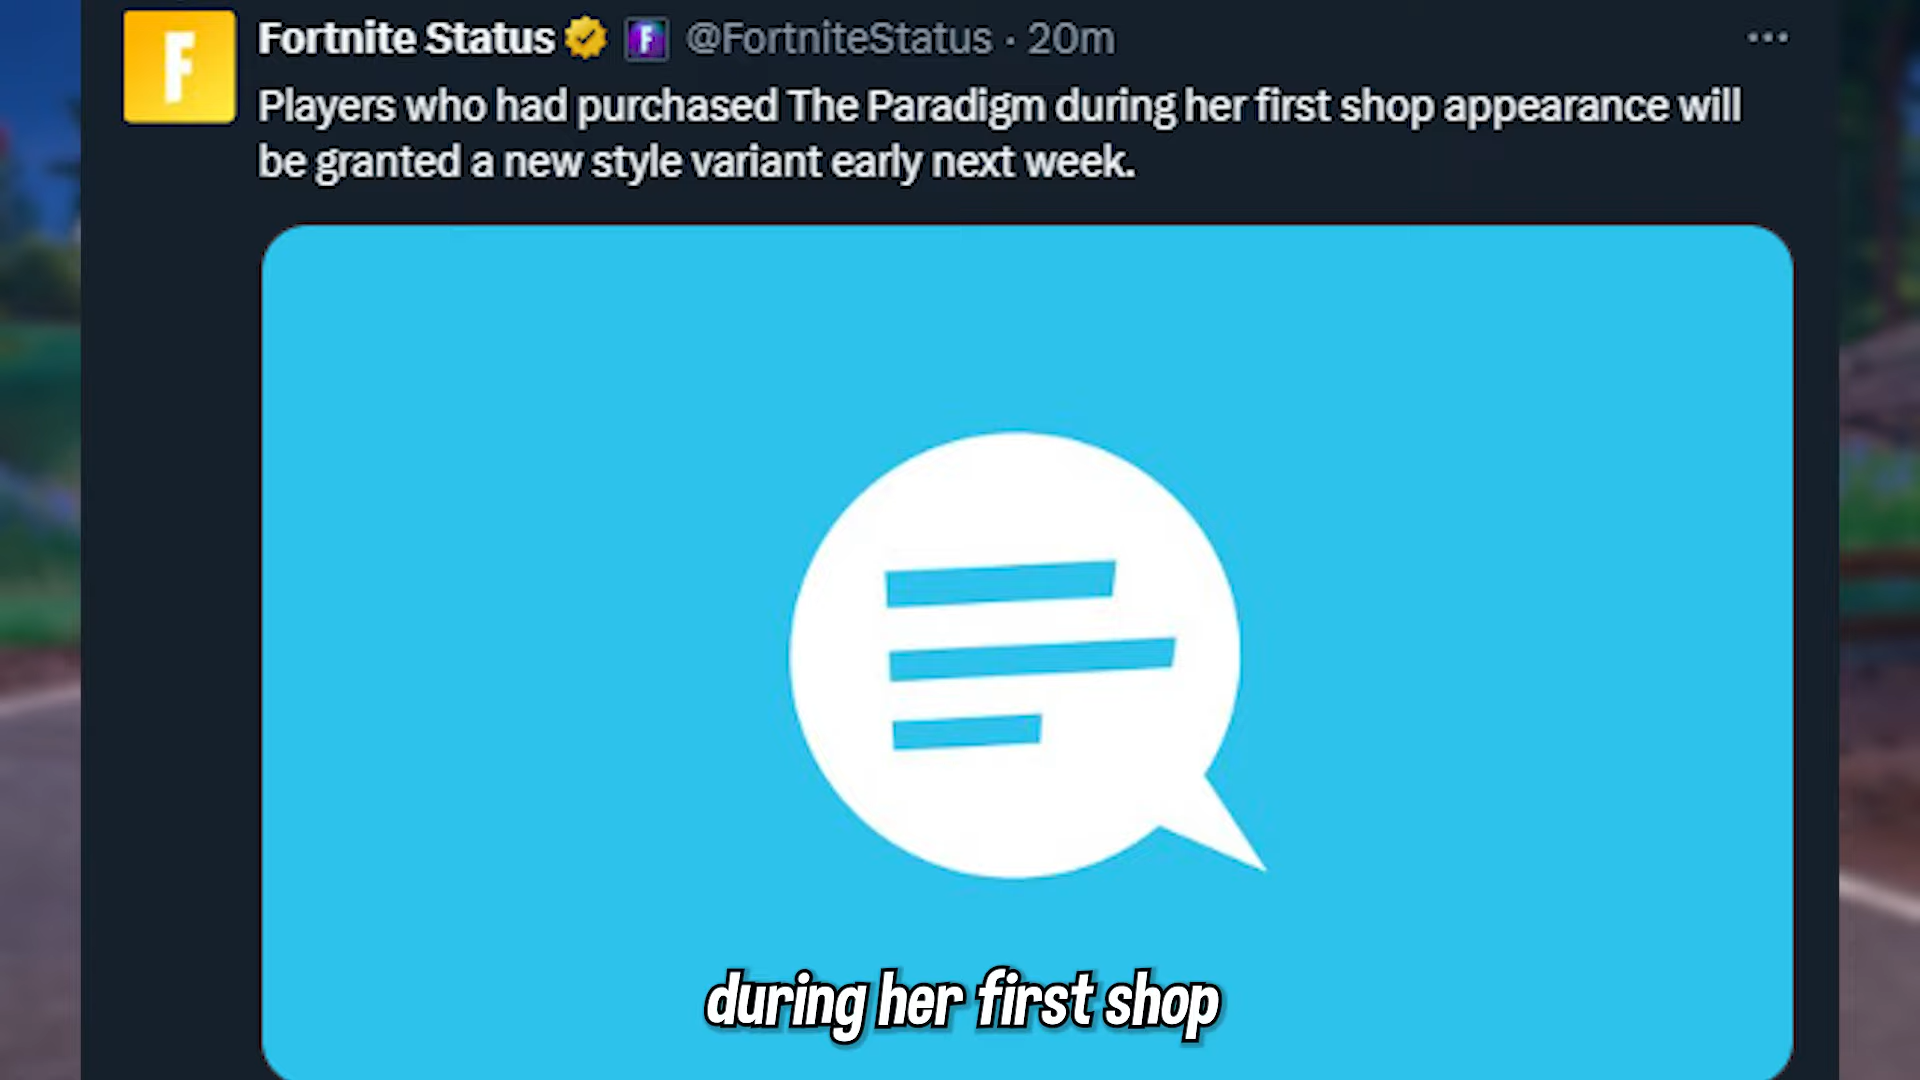 Fortnite Status @FortniteStatus · 20m
Players who had purchased The Paradigm during her first shop appearance will
be granted a new style variant early next week.
during her first shop